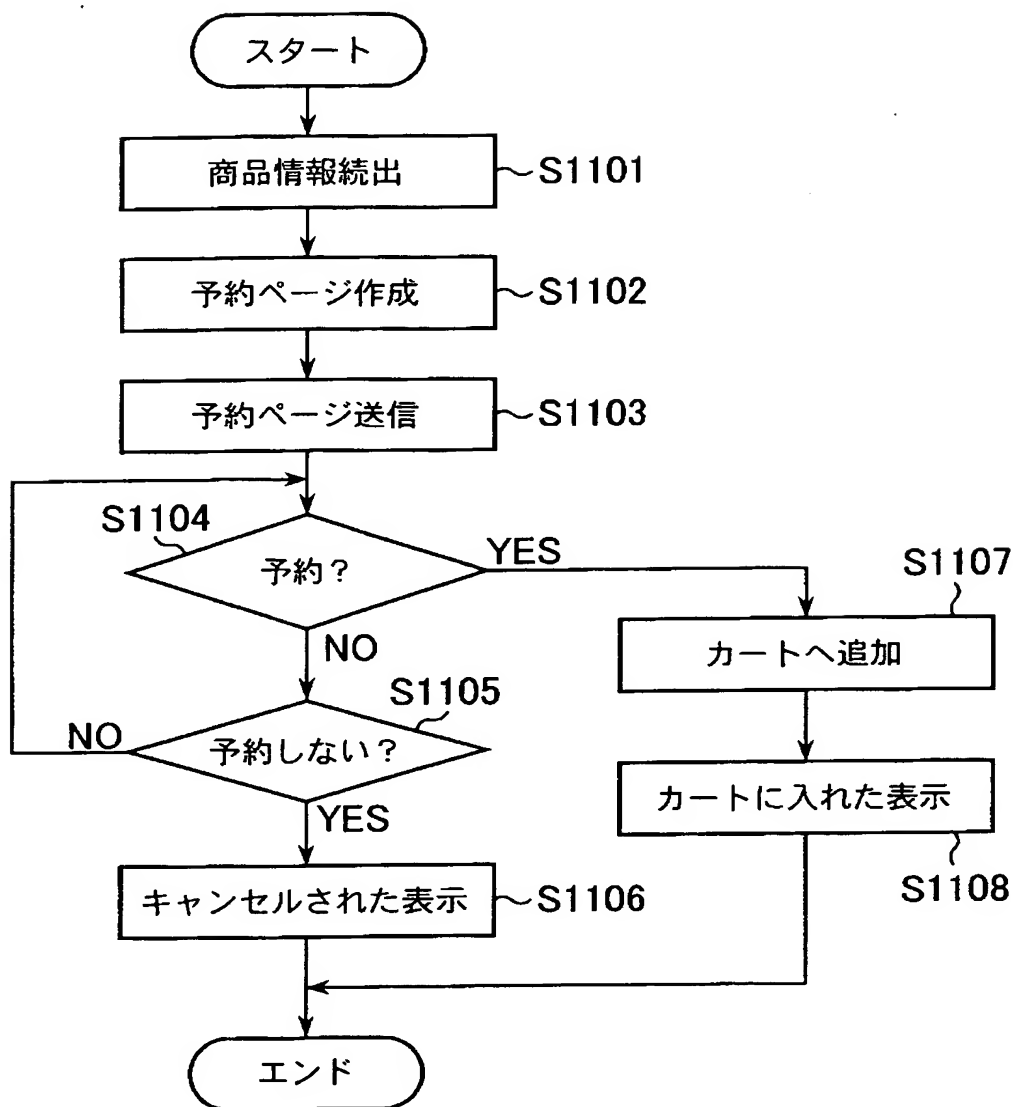 スタート
商品情報続出
S1101
予約ページ作成
S1102
予約ページ送信
S1103
S1104
予約？
YES
NO
S1105
予約しない？
NO
YES
キャンセルされた表示
S1106
S1107
カートへ追加
カートに入れた表示
S1108
エンド